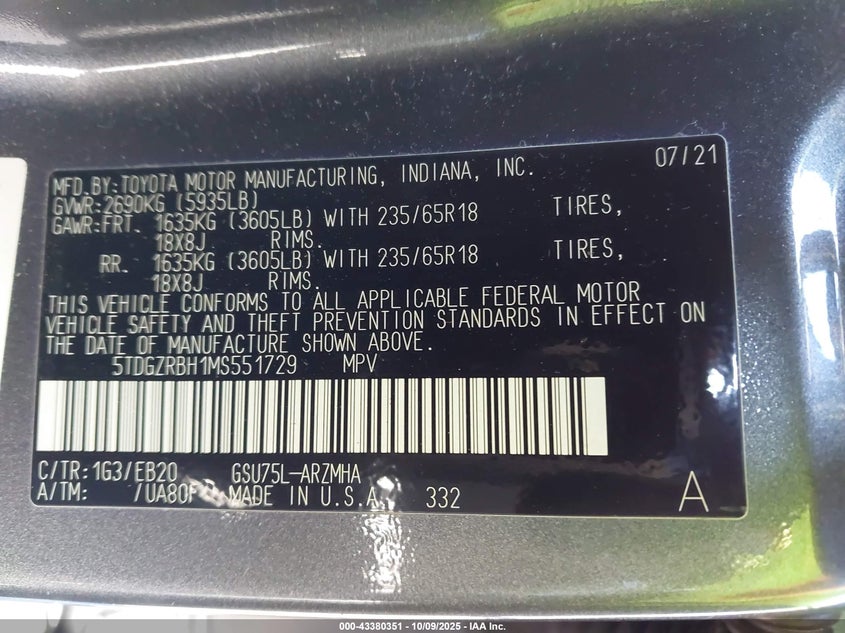 MFD.BY:TOYOTA MOTOR MANUFACTURING, INDIANA, INC. 07/21
GVWR:2690KG (5935LB)
GAWR:FRT. 1635KG (3605LB) WITH 235/65R18 TIRES,
18X8J RIMS.
RR. 1635KG (3605LB) WITH 235/65R18 TIRES,
18X8J RIMS.
THIS VEHICLE CONFORMS TO ALL APPLICABLE FEDERAL MOTOR
VEHICLE SAFETY AND THEFT PREVENTION STANDARDS IN EFFECT ON
THE DATE OF MANUFACTURE SHOWN ABOVE.
5TDGZRBH1MS551729 MPV
C/TR:1G3/EB20 GSU75L-ARZMHA
A/TM: /UA80F MADE IN U.S.A. 332 A
000-43380351 - 10/09/2025 - IAA Inc.